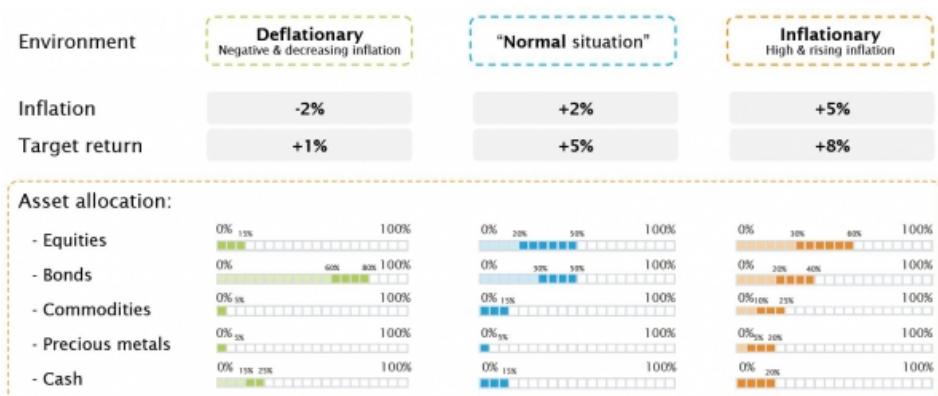 Environment
Deflationary
Negative & decreasing inflation
“Normal situation”
Inflationary
High & rising inflation
Inflation -2% +2% +5%
Target return +1% +5% +8%
Asset allocation:
- Equities 0% 15% 100% 0% 20% 50% 100% 0% 30% 60% 100%
- Bonds 0% 60% 80% 100% 0% 30% 50% 100% 0% 20% 40% 100%
- Commodities 0% 5% 100% 0% 15% 100% 0% 10% 25% 100%
- Precious metals 0% 5% 100% 0% 5% 100% 0% 5% 20% 100%
- Cash 0% 15% 25% 100% 0% 15% 100% 0% 20% 100%